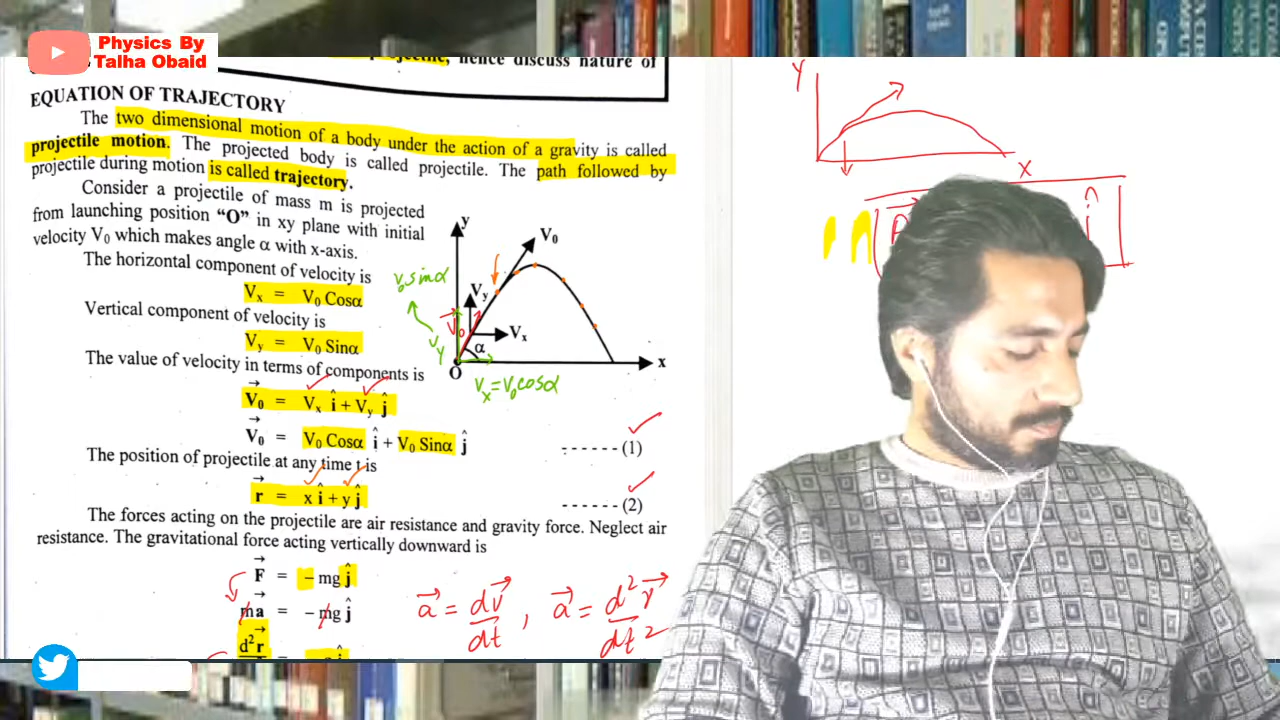 Physics By
Talha Obaid
hence discuss nature of
EQUATION OF TRAJECTORY
The two dimensional motion of a body under the action of a gravity is called
projectile motion. The projected body is called projectile. The path followed by
projectile during motion is called trajectory.
Consider a projectile of mass m is projected
from launching position “O” in xy plane with initial
velocity V₀ which makes angle α with x-axis.
The horizontal component of velocity is
Vx = V₀ Cosα
Vertical component of velocity is
Vy = V₀ Sinα
The value of velocity in terms of components is
V₀ = Vx î + Vy ĵ
V₀ = V₀ Cosα î + V₀ Sinα ĵ ------(1)
The position of projectile at any time t is
r = x î + y ĵ ------(2)
The forces acting on the projectile are air resistance and gravity force. Neglect air
resistance. The gravitational force acting vertically downward is
F = – mg ĵ
ma = – mg ĵ
d²r
y
V₀
v₀ sinα
Vy
V₀
Vx
α
Vy
O
x
Vx = V₀cosα
a = dv/dt , a = d²r/dt²
Y
X